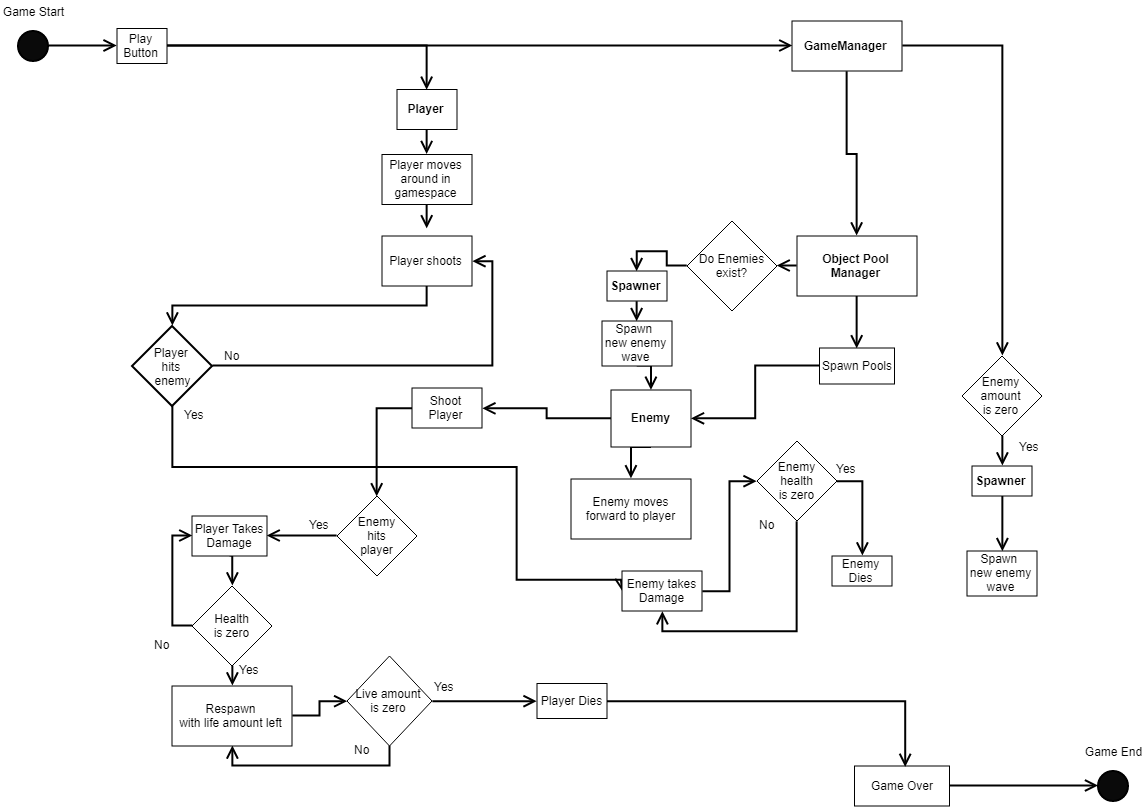 Game Start
Play
Button
GameManager
Player
Player moves
around in
gamespace
Player shoots
Do Enemies
exist?
Object Pool
Manager
Spawner
Spawn
new enemy
wave
Player
hits
enemy
No
Yes
Spawn Pools
Enemy
amount
is zero
Yes
Shoot
Player
Enemy
Spawner
Enemy moves
forward to player
Enemy
health
is zero
Yes
No
Enemy
hits
player
Yes
Player Takes
Damage
Enemy
Dies
Spawn
new enemy
wave
Enemy takes
Damage
Health
is zero
No
Yes
Respawn
with life amount left
Live amount
is zero
Yes
No
Player Dies
Game Over
Game End